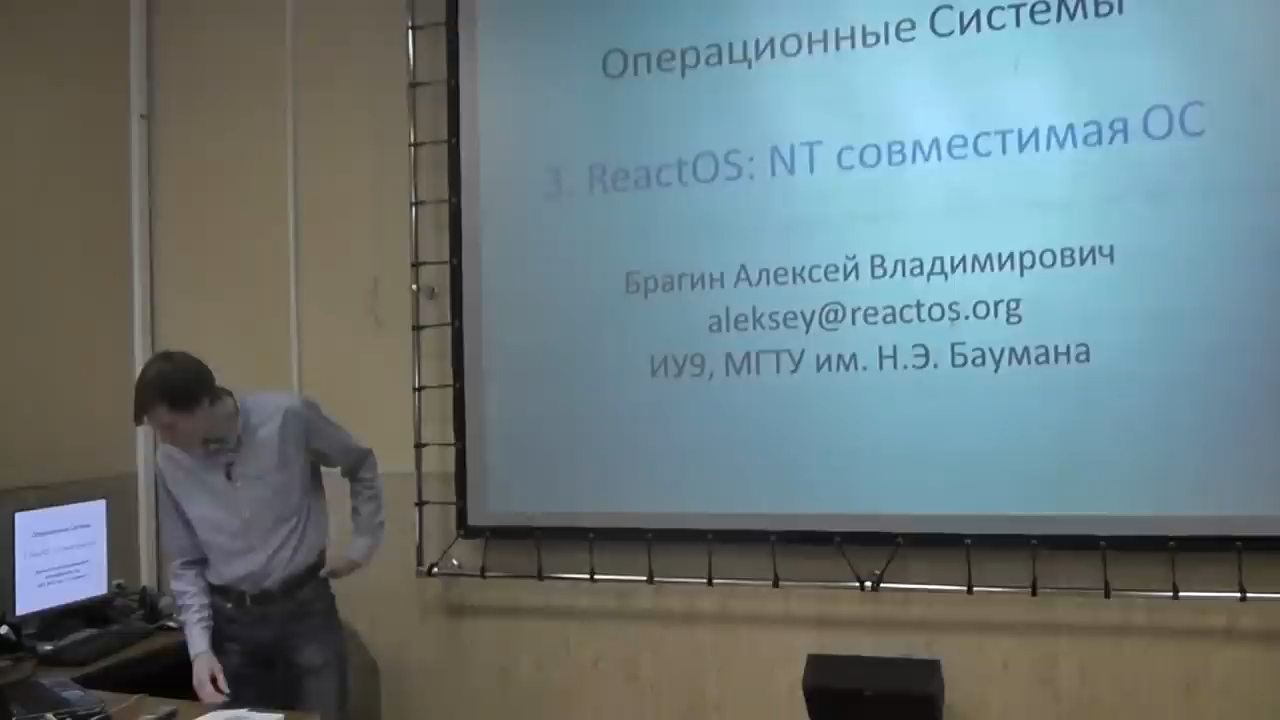 Операционные Системы
3. ReactOS: NT совместимая ОС
Брагин Алексей Владимирович
aleksey@reactos.org
ИУ9, МГТУ им. Н.Э. Баумана